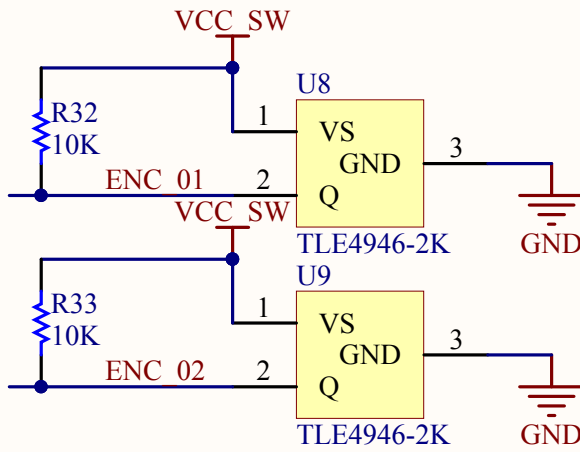 VCC_SW
U8
R32
10K
1
VS
GND
3
ENC_01
2
Q
GND
TLE4946-2K
VCC_SW
U9
R33
10K
1
VS
GND
3
ENC_02
2
Q
GND
TLE4946-2K